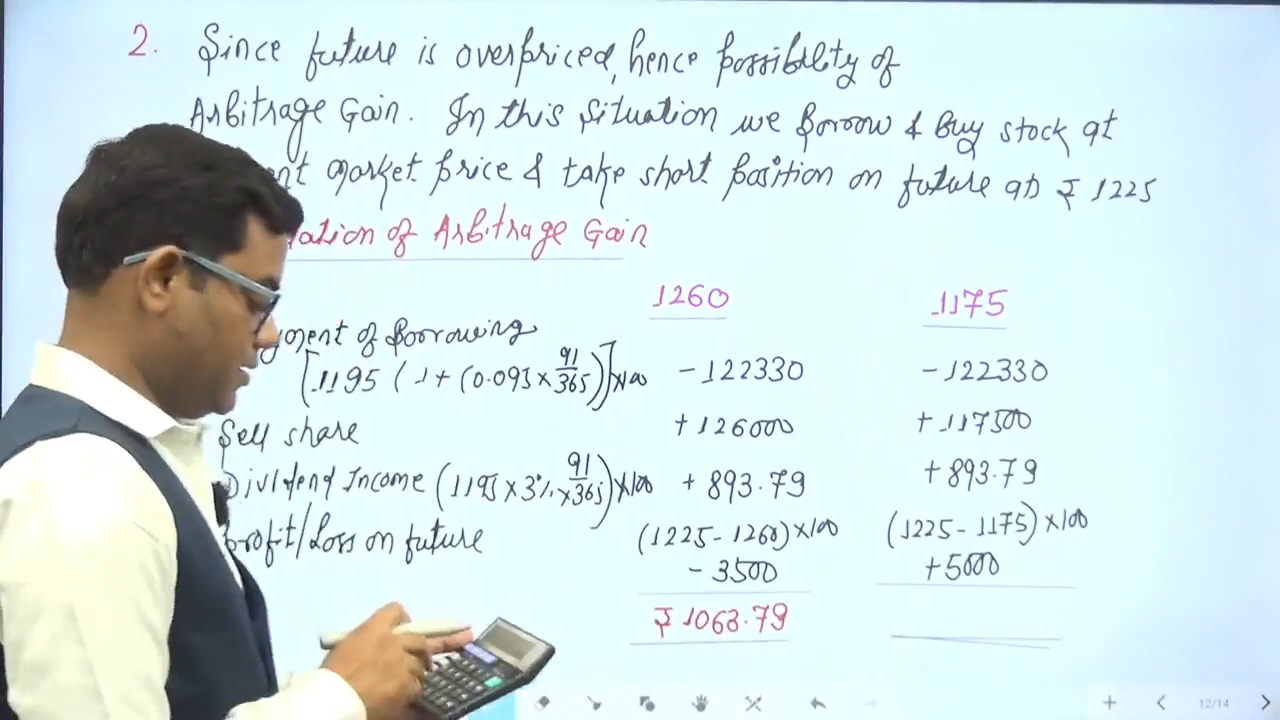 2. Since future is overpriced, hence possibility of
Arbitrage Gain. In this situation we borrow & buy stock at
market price & take short position on future at ₹ 1225
of Arbitrage Gain
1260 1175
of Borrowing
[1195 (1 + (0.093 × 91/365))] × 100 - 122330 - 122330
Sell share + 126000 + 117500
Dividend Income (1195 × 3% × 91/365) × 100 + 893.79 + 893.79
Profit/Loss on future (1225 - 1260) × 100 (1225 - 1175) × 100
- 3500 + 5000
₹ 1063.79
12/14